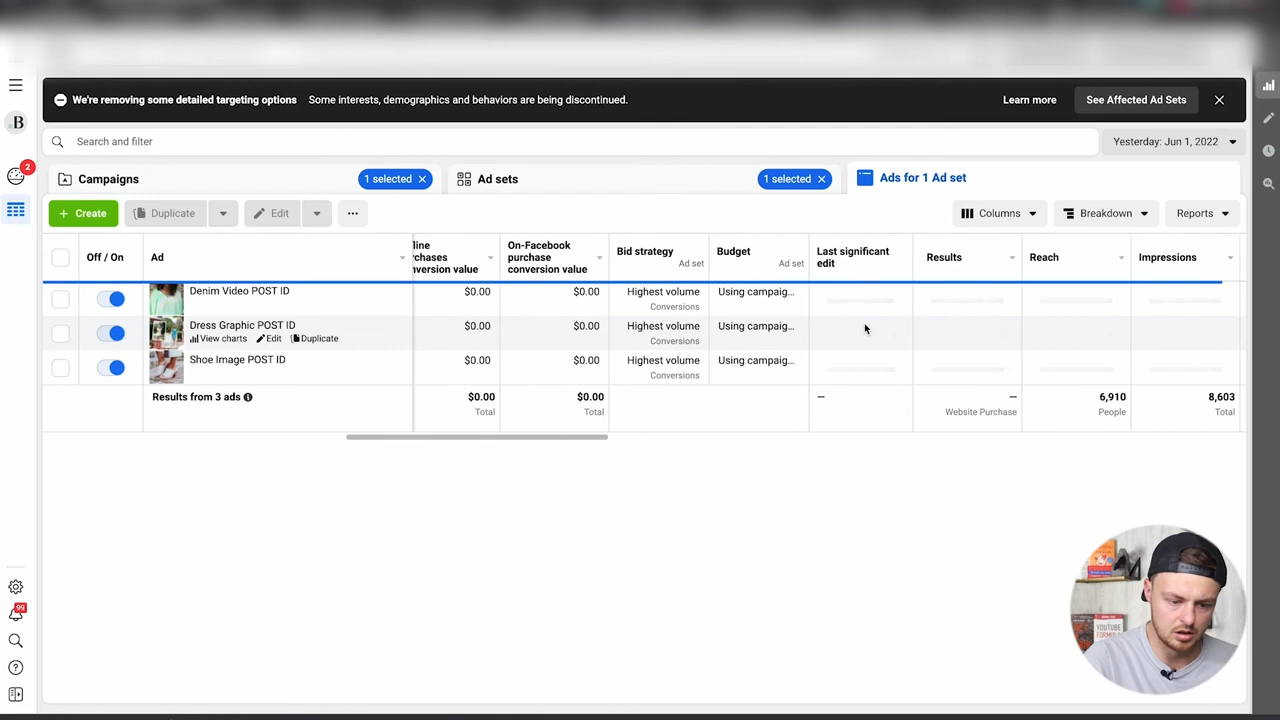 We're removing some detailed targeting options Some interests, demographics and behaviors are being discontinued. Learn more See Affected Ad Sets
.B
Search and filter Yesterday: Jun 1, 2022
2
Campaigns 1 selected Ad sets 1 selected Ads for 1 Ad set
+ Create Duplicate Edit ... Columns Breakdown Reports
Off / On Ad
On-Facebook purchase conversion value
Bid strategy Ad set
Budget Ad set
Last significant edit
Results Reach Impressions
Denim Video POST ID $0.00 $0.00 Highest volume Using campaig...
Conversions
Dress Graphic POST ID $0.00 $0.00 Highest volume Using campaig...
View charts Edit Duplicate Conversions
Shoe Image POST ID $0.00 $0.00 Highest volume Using campaig...
Conversions
Results from 3 ads $0.00 $0.00 — — 6,910 8,603
Total Total Website Purchase People Total
99
YOUTUBE